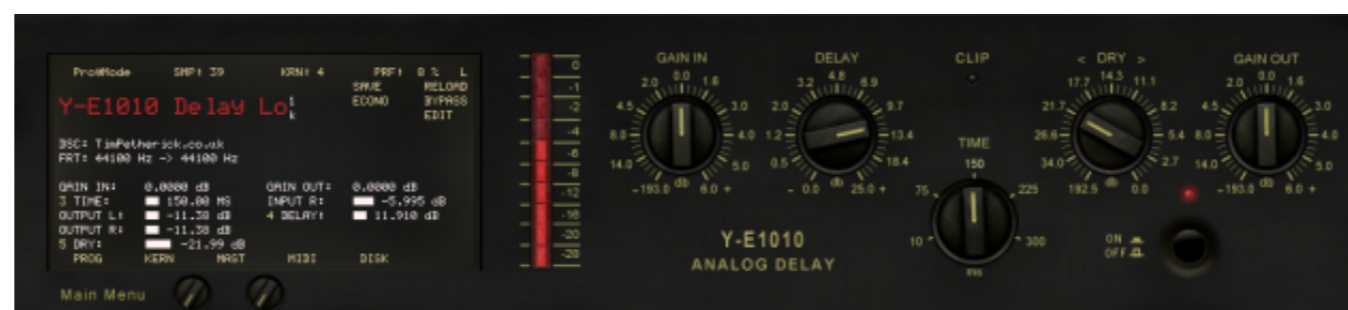 Pro#Mode SMP: 39 KRN: 4 PRF: 0 % L
SAVE RELOAD
ECONO BYPASS
EDIT
Y-E1010 Delay Lo
k
DSC: TimPetherick.co.uk
FRT: 44100 Hz -> 44100 Hz
GAIN IN: 0.0000 dB GAIN OUT: 0.0000 dB
3 TIME: 150.00 MS INPUT R: -5.995 dB
OUTPUT L: -11.38 dB 4 DELAY: 11.910 dB
OUTPUT R: -11.38 dB
5 DRY: -21.99 dB
PROG KERN MAST MIDI DISK
Main Menu
0
-1
-2
-4
-6
-8
-12
-16
-20
-28
GAIN IN
0.0
2.0 1.6
4.5 3.0
8.0 4.0
14.0 5.0
-193.0 db 6.0 +
DELAY
4.8
3.2 6.9
2.0 9.7
1.2 13.4
0.5 18.4
- 0.0 db 25.0 +
CLIP
TIME
150
75 225
10 300
ms
< DRY >
14.3
17.7 11.1
21.7 8.2
26.6 5.4
34.0 2.7
192.5 db 0.0
GAIN OUT
0.0
2.0 1.6
4.5 3.0
8.0 4.0
14.0 5.0
-193.0 db 6.0 +
Y-E1010
ANALOG DELAY
ON
OFF